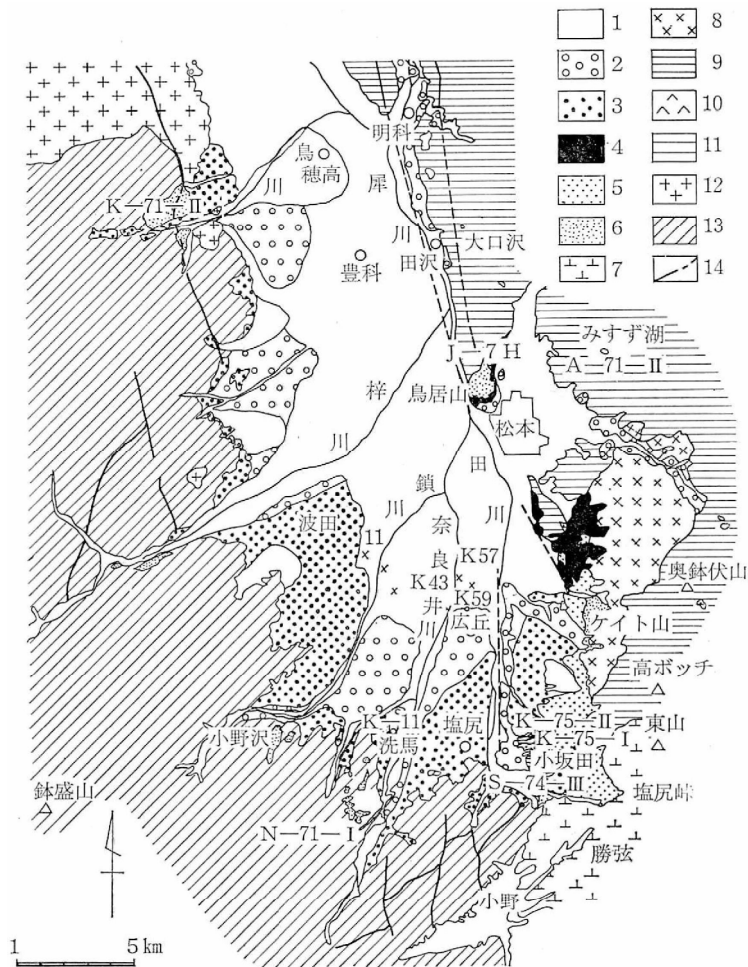 1 8
2 9
3 10
4 11
5 12
6 13
7 14
明科
鳥
穂高
川
犀
川
K—71—II
大口沢
田沢
豊科
みすず湖
J—7 H
A—71—II
鳥居山
松本
梓
川
田
川
鎖
川
波田
奈
良
井
川
11
K57
K43
K59
広丘
奥鉢伏山
ケイト山
高ボッチ
K—11
塩尻
K—75—II
東山
K—75—I
小野沢
洗馬
小坂田
S—74—III
塩尻峠
鉢盛山
N—71—I
勝弦
小野
1 5km